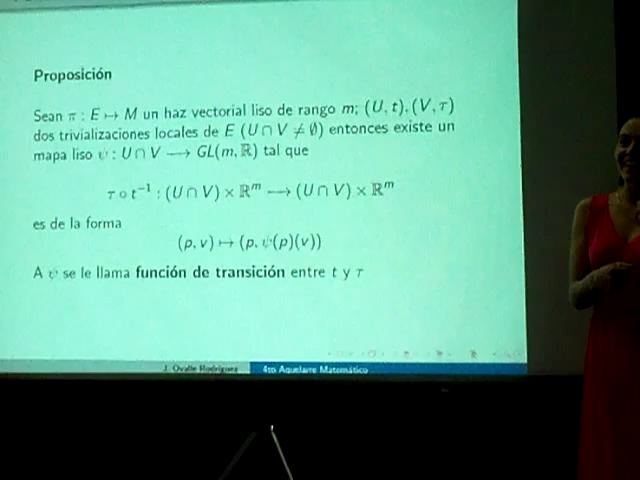 Proposición
Sean π : E ↦ M un haz vectorial liso de rango m; (U, t), (V, τ)
dos trivializaciones locales de E (U ∩ V ≠ ∅) entonces existe un
mapa liso ψ : U ∩ V ⟶ GL(m, ℝ) tal que
τ ∘ t⁻¹ : (U ∩ V) × ℝᵐ ⟶ (U ∩ V) × ℝᵐ
es de la forma
(p, v) ↦ (p, ψ(p)(v))
A ψ se le llama función de transición entre t y τ
J. Ovalle Rodríguez 4to Aquelarre Matemático